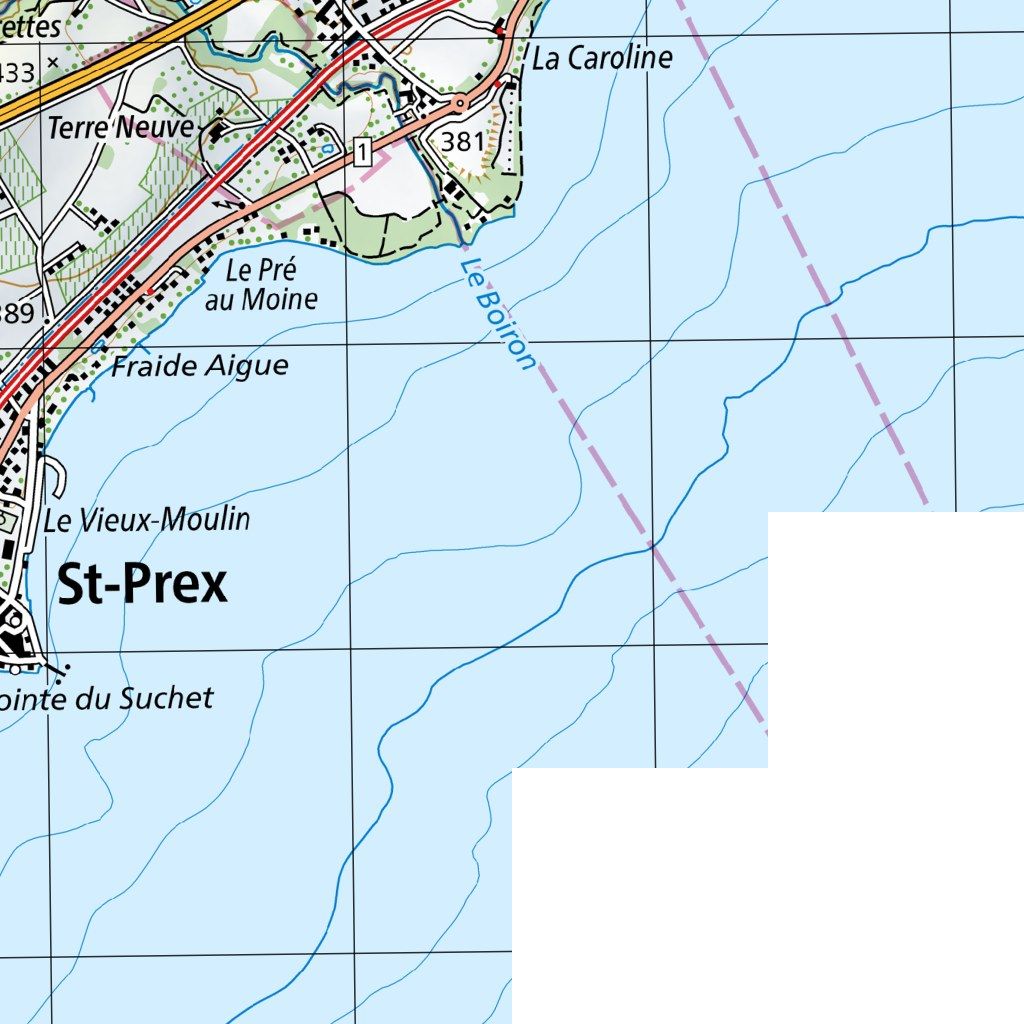 ettes
433
La Caroline
Terre Neuve
381
1
Le Pré
au Moine
Le Boiron
389
Fraide Aigue
Le Vieux-Moulin
St-Prex
ointe du Suchet